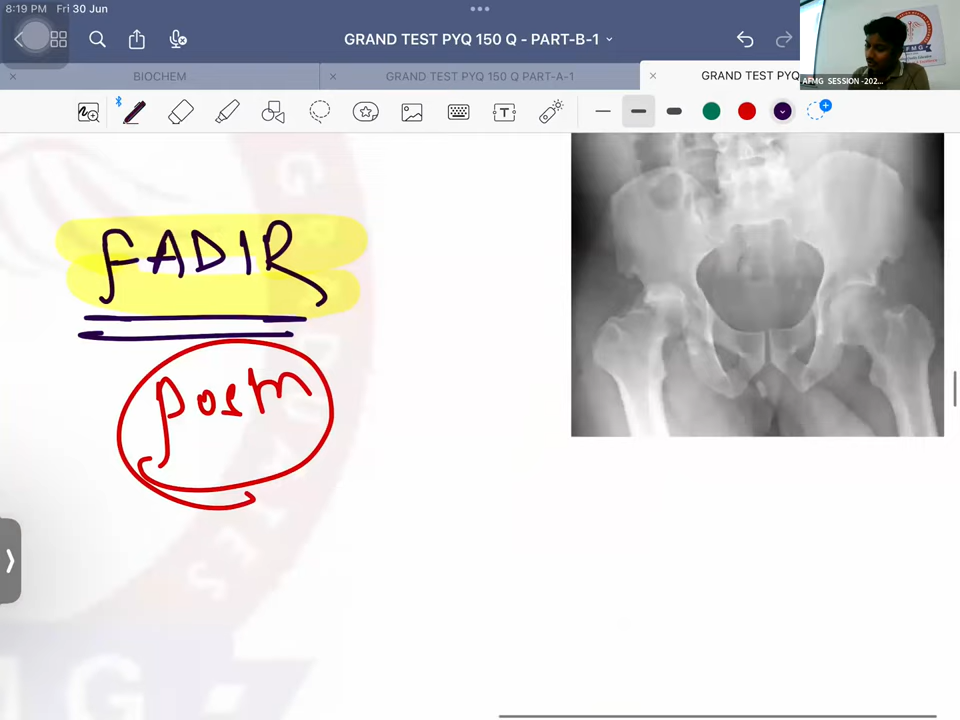 8:19 PM Fri 30 Jun
GRAND TEST PYQ 150 Q - PART-B-1
BIOCHEM
GRAND TEST PYQ 150 Q PART-A-1
GRAND TEST PYQ
AFMG SESSION -202...
FADIR